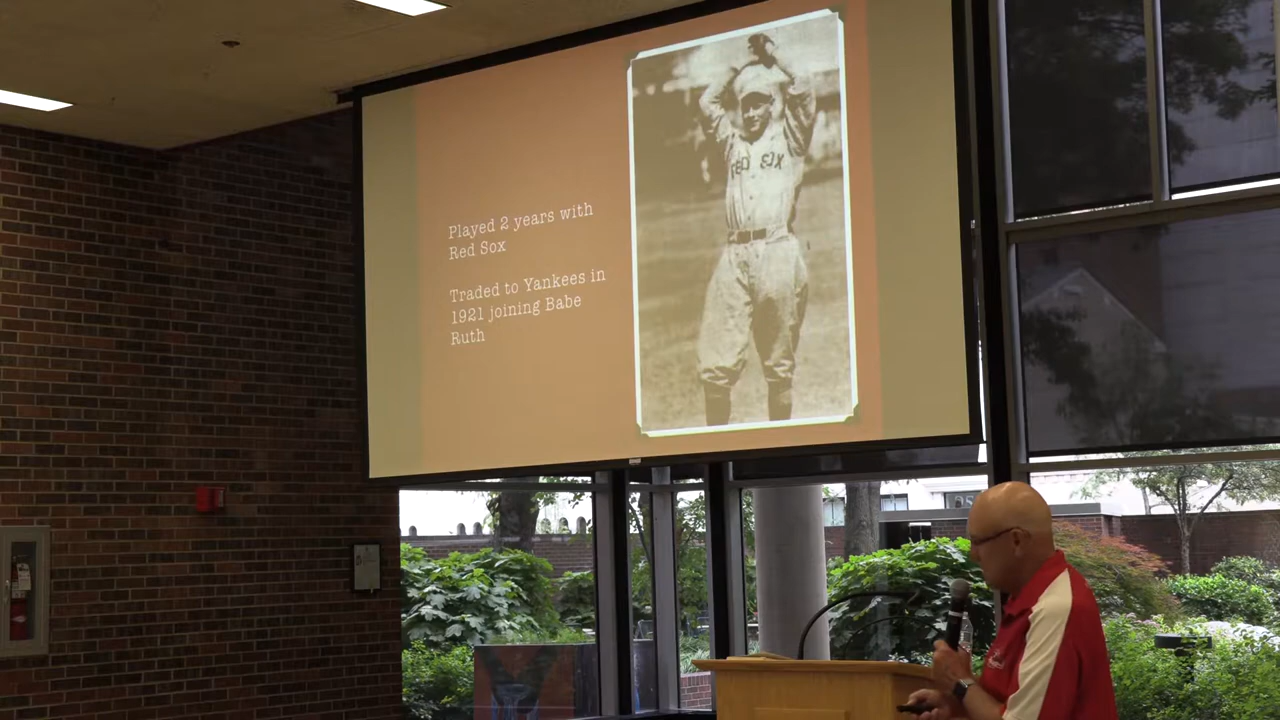 Played 2 years with
Red Sox
Traded to Yankees in
1921 joining Babe
Ruth
RED SOX